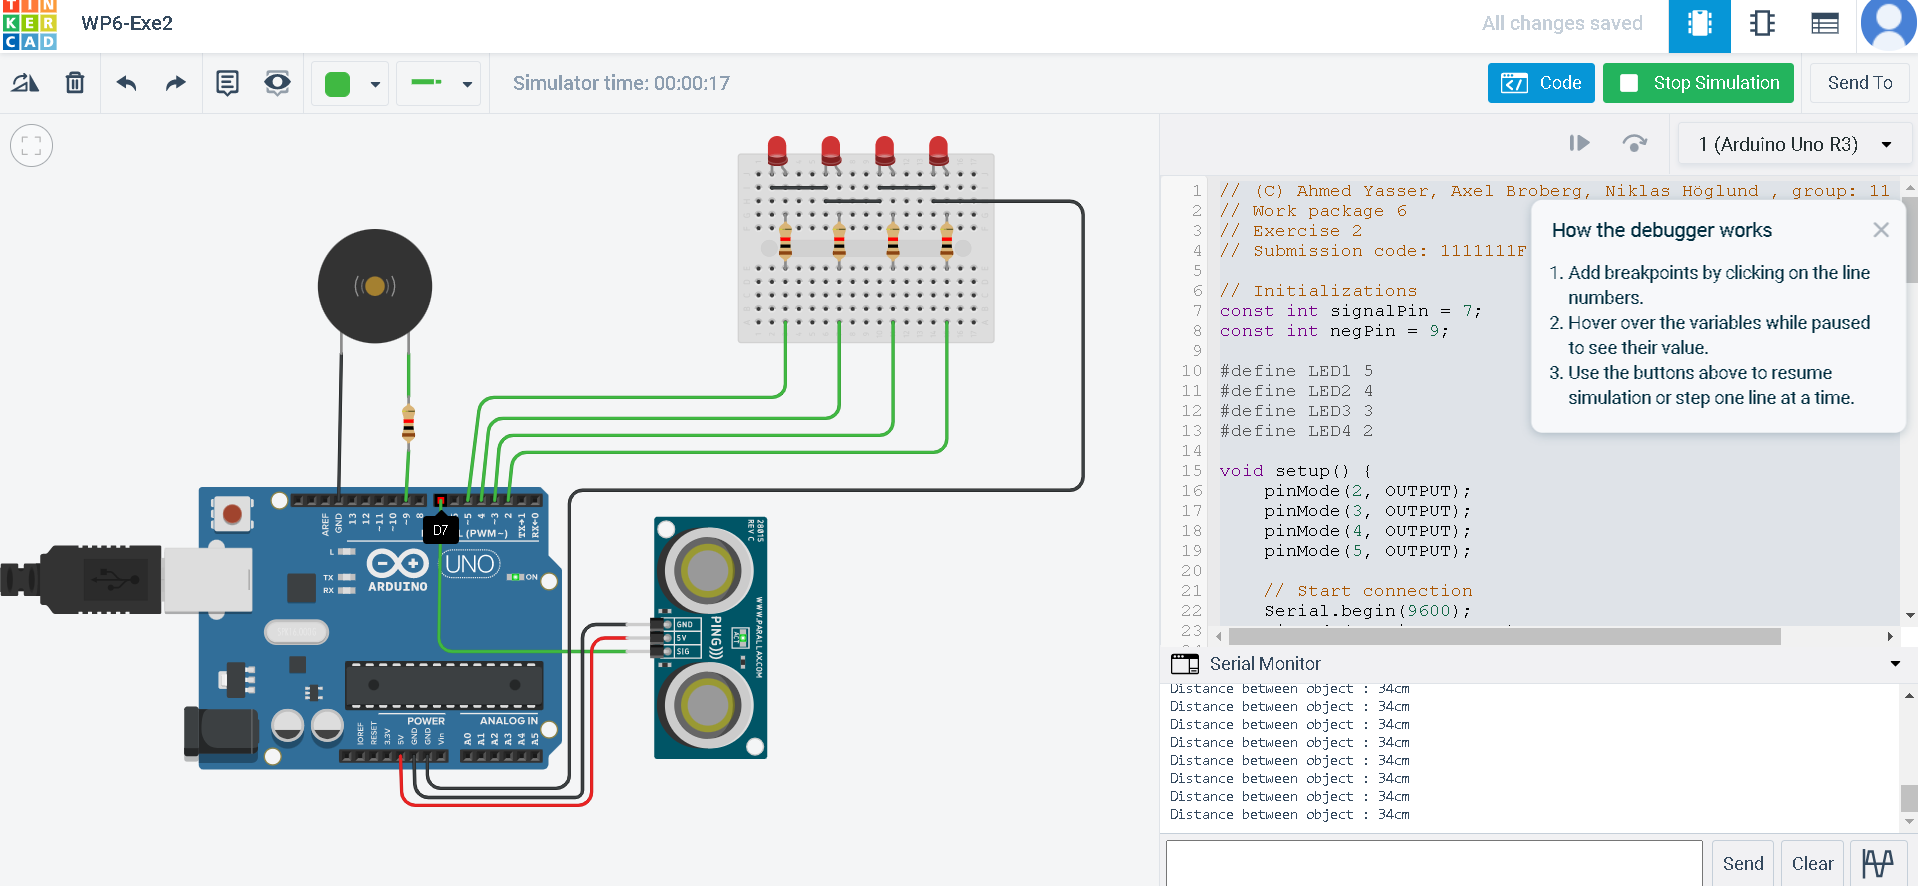 TIN
KER
CAD
WP6-Exe2
All changes saved
Simulator time: 00:00:17
Code
Stop Simulation
Send To
1 (Arduino Uno R3)
1 // (C) Ahmed Yasser, Axel Broberg, Niklas Höglund , group: 11
2 // Work package 6
3 // Exercise 2
4 // Submission code: 1111111F
5
6 // Initializations
7 const int signalPin = 7;
8 const int negPin = 9;
9
10 #define LED1 5
11 #define LED2 4
12 #define LED3 3
13 #define LED4 2
14
15 void setup() {
16 pinMode(2, OUTPUT);
17 pinMode(3, OUTPUT);
18 pinMode(4, OUTPUT);
19 pinMode(5, OUTPUT);
20
21 // Start connection
22 Serial.begin(9600);
23
How the debugger works
1. Add breakpoints by clicking on the line
numbers.
2. Hover over the variables while paused
to see their value.
3. Use the buttons above to resume
simulation or step one line at a time.
Serial Monitor
Distance between object : 34cm
Distance between object : 34cm
Distance between object : 34cm
Distance between object : 34cm
Distance between object : 34cm
Distance between object : 34cm
Distance between object : 34cm
Distance between object : 34cm
Send
Clear
AREF
GND
13
12
~11
~10
~9
8
D7
~5
4
~3
2
TX→1
RX←0
(PWM~)
L
TX
RX
ARDUINO
UNO
ON
POWER
ANALOG IN
IOREF
RESET
3.3V
5V
GND
GND
Vin
A0
A1
A2
A3
A4
A5
28015
REV C
GND
5V
SIG
PING)))
ACT
WWW.PARALLAX.COM